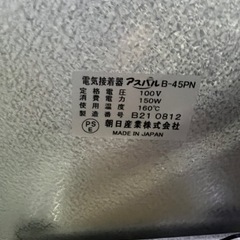 電気接着器 アスパル B-45PN
定格電圧 100V
消費電力 150W
使用温度 160℃
製造番号 B21 0812
PSE
朝日産業株式会社
MADE IN JAPAN